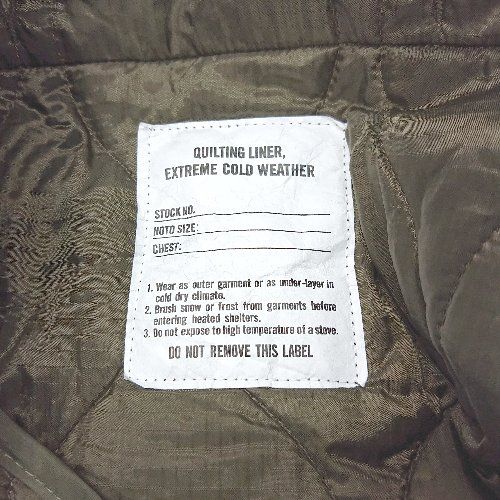 QUILTING LINER,
EXTREME COLD WEATHER
STOCK NO.
NOTO SIZE:
CHEST:
1. Wear as outer garment or as under-layer in
cold dry climate.
2. Brush snow or frost from garments before
entering heated shelters.
3. Do not expose to high temperature of a stove.
DO NOT REMOVE THIS LABEL